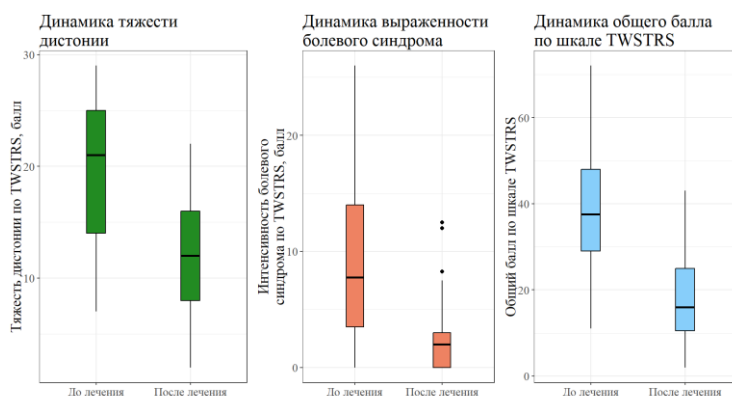 Динамика тяжести
дистонии
Тяжесть дистонии по TWSTRS, балл
30
20
10
До лечения
После лечения
Динамика выраженности
болевого синдрома
Интенсивность болевого
синдрома по TWSTRS, балл
20
10
0
До лечения
После лечения
Динамика общего балла
по шкале TWSTRS
Общий балл по шкале TWSTRS
60
40
20
0
До лечения
После лечения